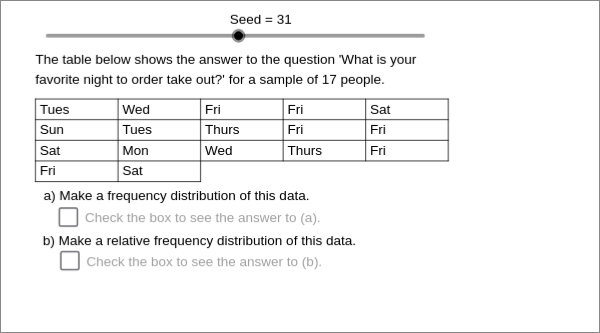 Seed = 31
The table below shows the answer to the question 'What is your
favorite night to order take out?' for a sample of 17 people.
Tues Wed Fri Fri Sat
Sun Tues Thurs Fri Fri
Sat Mon Wed Thurs Fri
Fri Sat
a) Make a frequency distribution of this data.
Check the box to see the answer to (a).
b) Make a relative frequency distribution of this data.
Check the box to see the answer to (b).